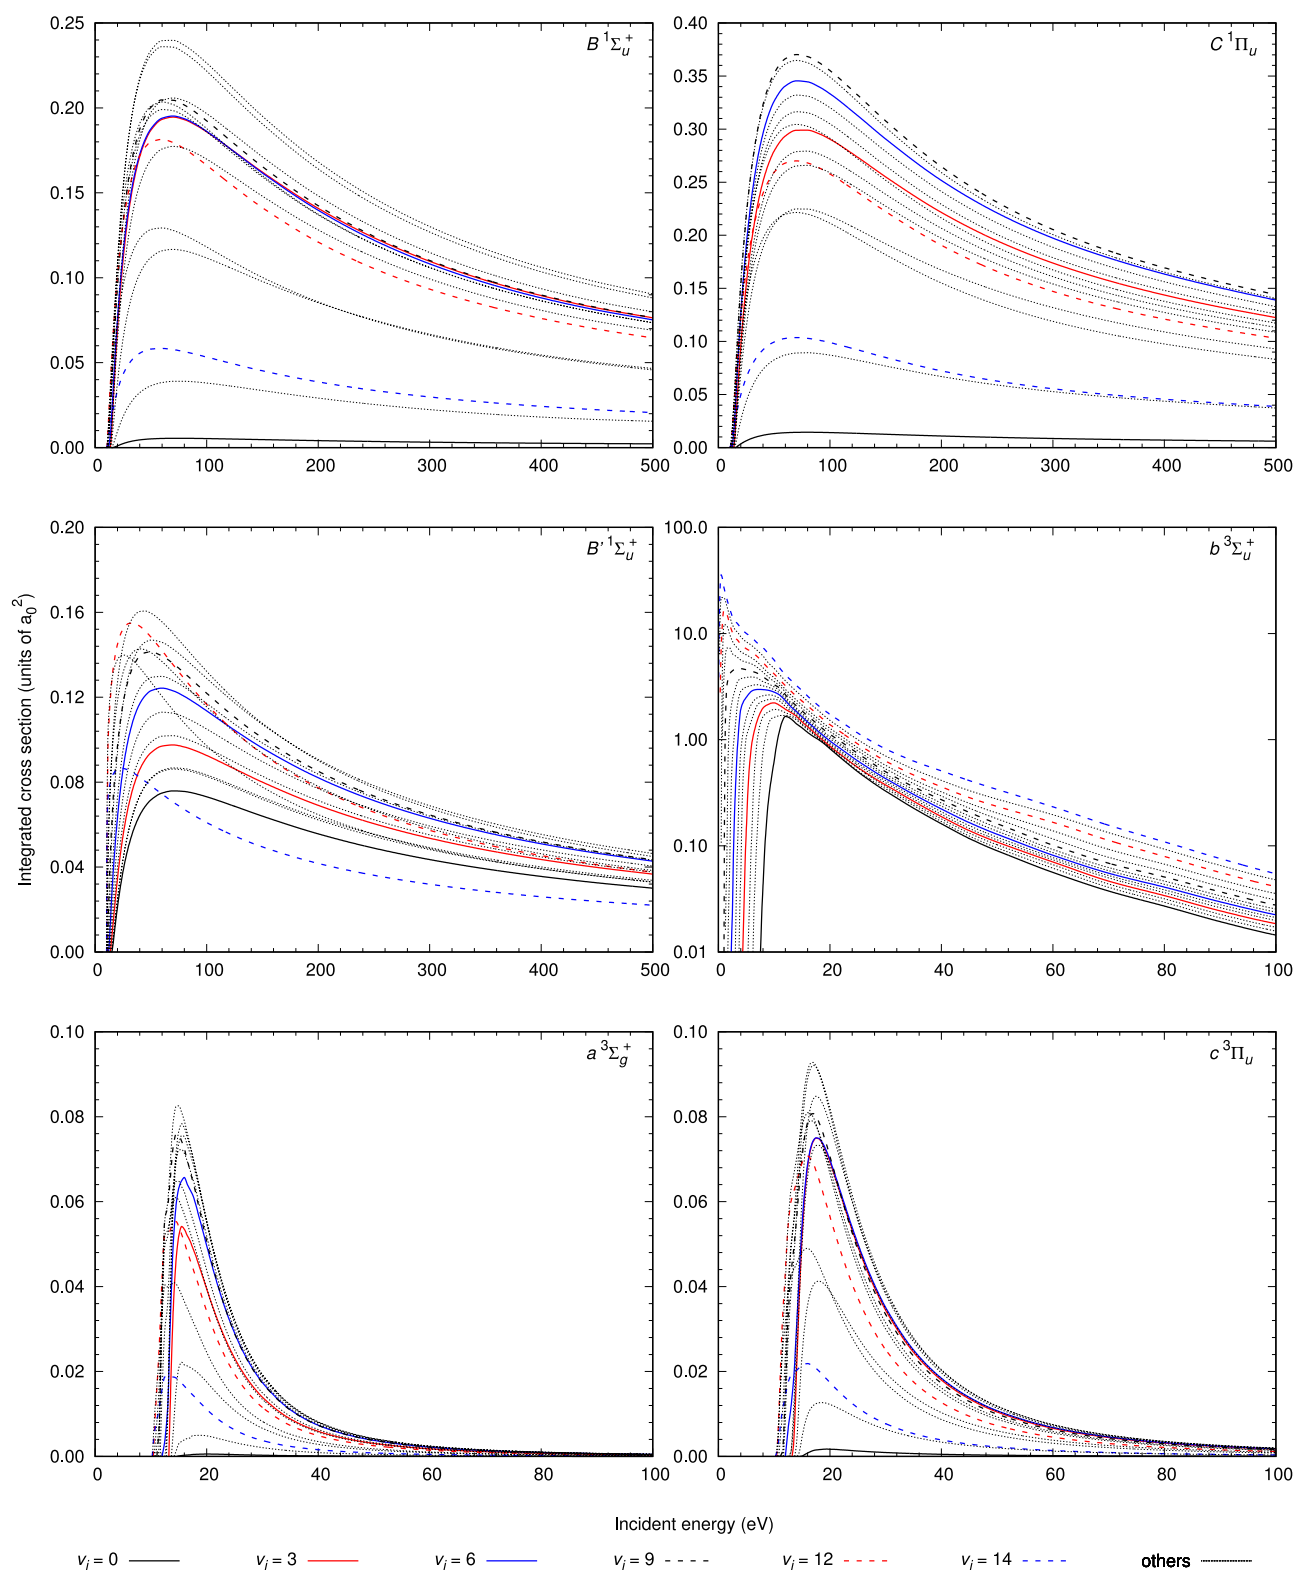 B ¹Σᵤ⁺
0.25
0.20
0.15
0.10
0.05
0.00
0 100 200 300 400 500
C ¹Πᵤ
0.40
0.35
0.30
0.25
0.20
0.15
0.10
0.05
0.00
0 100 200 300 400 500
Integrated cross section (units of a₀²)
B' ¹Σᵤ⁺
0.20
0.16
0.12
0.08
0.04
0.00
0 100 200 300 400 500
b ³Σᵤ⁺
100.0
10.0
1.00
0.10
0.01
0 20 40 60 80 100
a ³Σg⁺
0.10
0.08
0.06
0.04
0.02
0.00
0 20 40 60 80 100
c ³Πᵤ
0.10
0.08
0.06
0.04
0.02
0.00
0 20 40 60 80 100
Incident energy (eV)
vᵢ = 0 vᵢ = 3 vᵢ = 6 vᵢ = 9 vᵢ = 12 vᵢ = 14 others